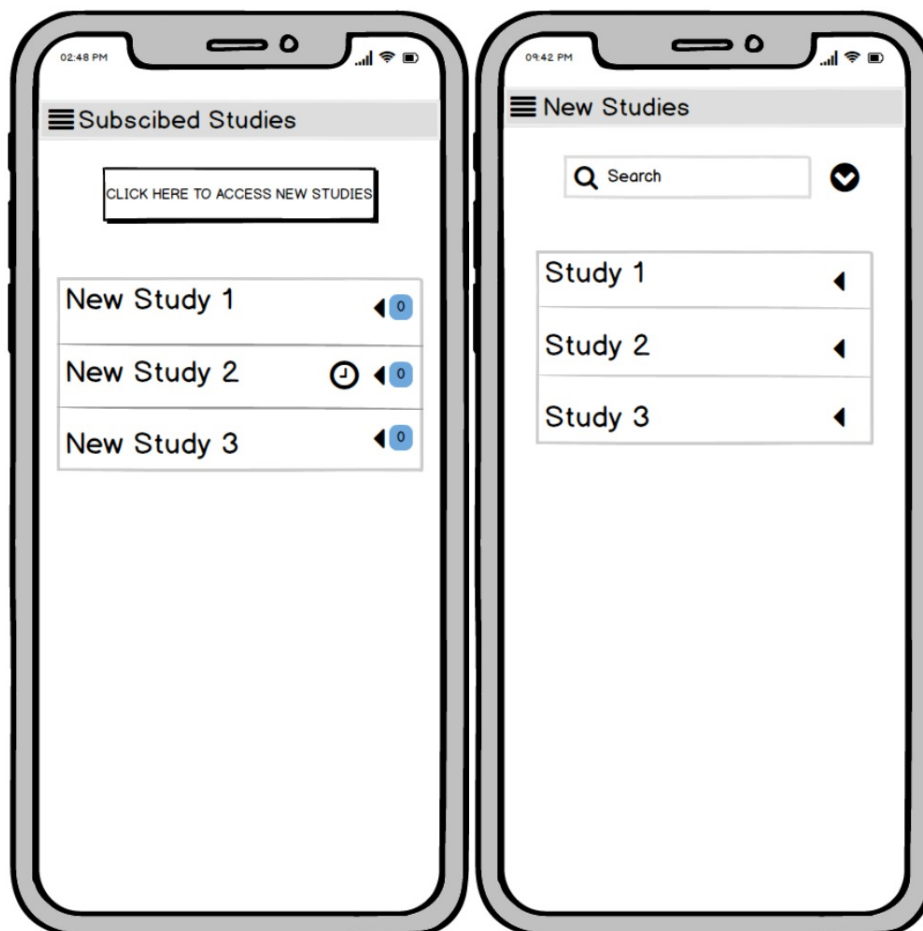 02:48 PM
Subscibed Studies
CLICK HERE TO ACCESS NEW STUDIES
New Study 1
0
New Study 2
0
New Study 3
0
09:42 PM
New Studies
Search
Study 1
Study 2
Study 3